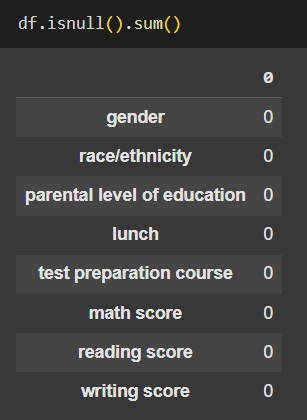 df.isnull().sum()
0
gender 0
race/ethnicity 0
parental level of education 0
lunch 0
test preparation course 0
math score 0
reading score 0
writing score 0